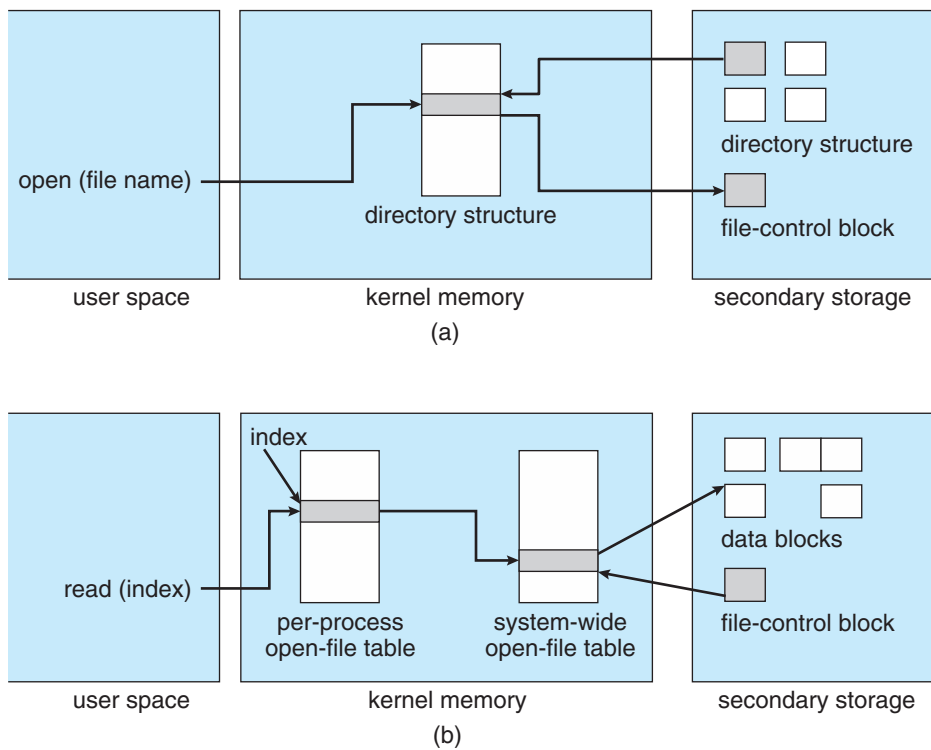 open (file name)
directory structure
directory structure
file-control block
user space
kernel memory
secondary storage
(a)
index
read (index)
per-process
open-file table
system-wide
open-file table
data blocks
file-control block
user space
kernel memory
secondary storage
(b)